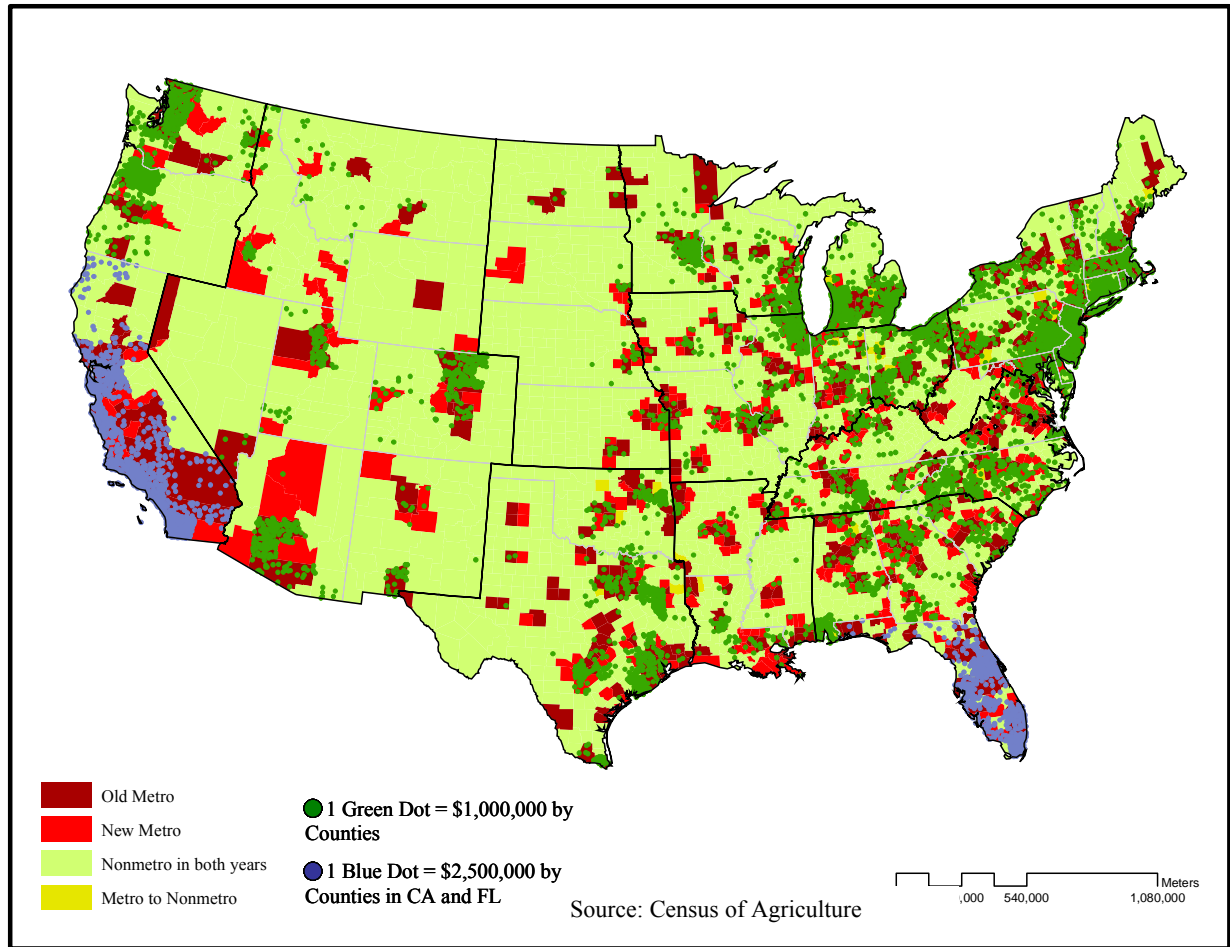 Old Metro
New Metro
Nonmetro in both years
Metro to Nonmetro
1 Green Dot = $1,000,000 by
Counties
1 Blue Dot = $2,500,000 by
Counties in CA and FL
Source: Census of Agriculture
Meters
,000 540,000 1,080,000